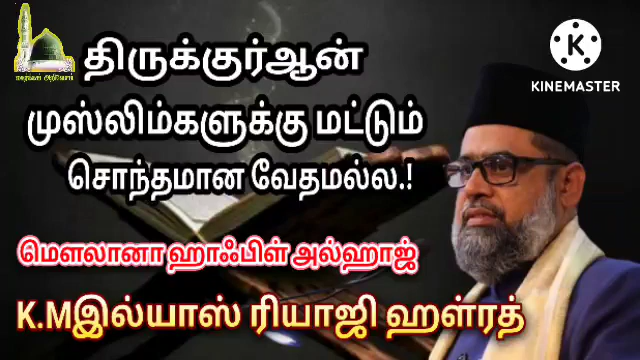 திருக்குர்ஆன்
முஸ்லிம்களுக்கு மட்டும்
சொந்தமான வேதமல்ல.!
மௌலானா ஹாஃபிள் அல்ஹாஜ்
K.Mஇல்யாஸ் ரியாஜி ஹள்ரத்
KINEMASTER